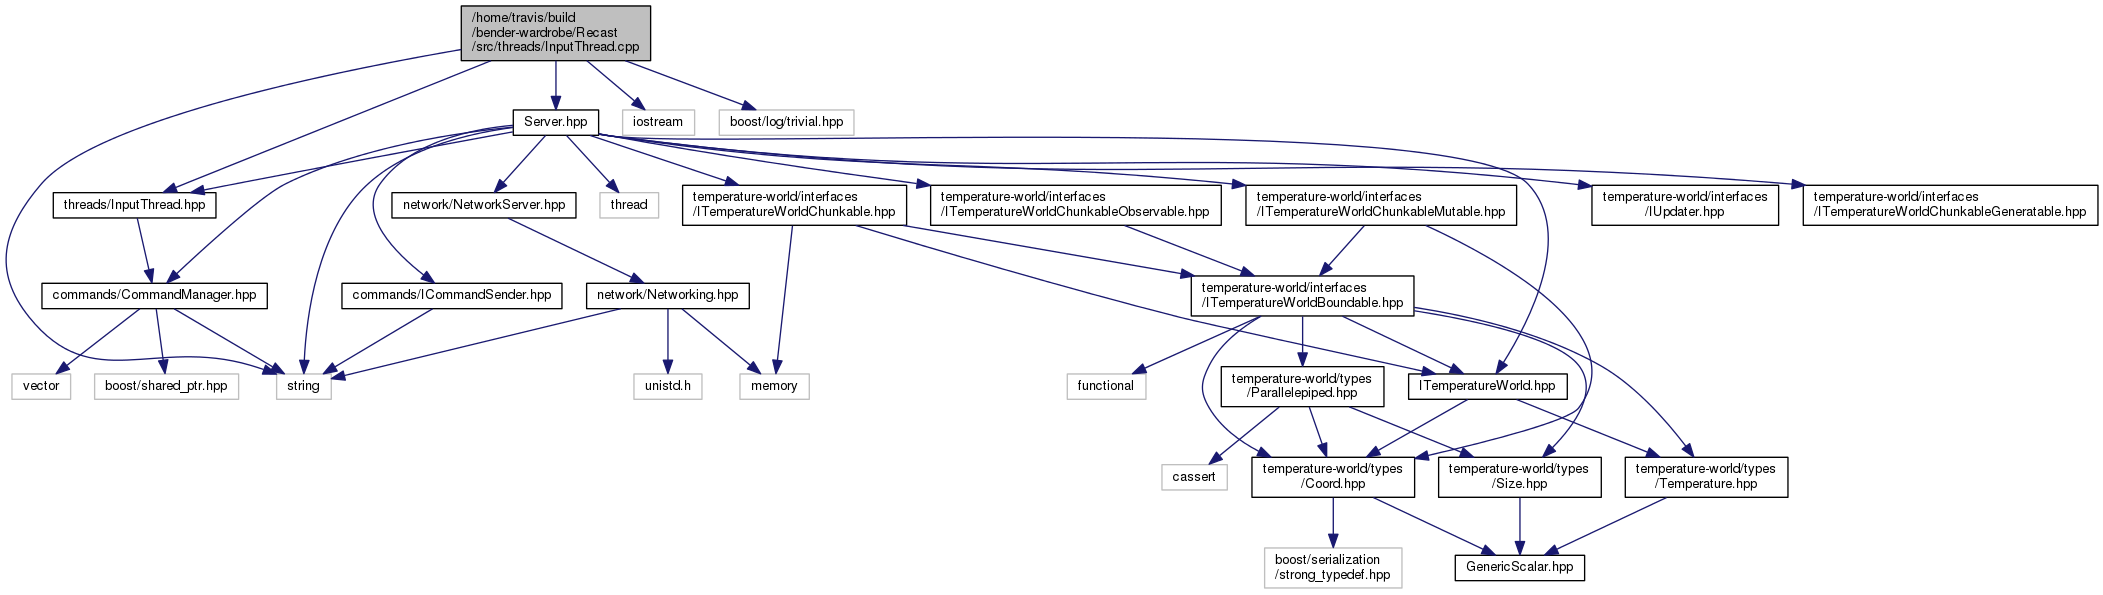 /home/travis/build
/bender-wardrobe/Recast
/src/threads/InputThread.cpp
Server.hpp
iostream
boost/log/trivial.hpp
threads/InputThread.hpp
network/NetworkServer.hpp
thread
temperature-world/interfaces
/ITemperatureWorldChunkable.hpp
temperature-world/interfaces
/ITemperatureWorldChunkableObservable.hpp
temperature-world/interfaces
/ITemperatureWorldChunkableMutable.hpp
temperature-world/interfaces
/IUpdater.hpp
temperature-world/interfaces
/ITemperatureWorldChunkableGeneratable.hpp
commands/CommandManager.hpp
commands/ICommandSender.hpp
network/Networking.hpp
temperature-world/interfaces
/ITemperatureWorldBoundable.hpp
vector
boost/shared_ptr.hpp
string
unistd.h
memory
functional
temperature-world/types
/Parallelepiped.hpp
ITemperatureWorld.hpp
cassert
temperature-world/types
/Coord.hpp
temperature-world/types
/Size.hpp
temperature-world/types
/Temperature.hpp
boost/serialization
/strong_typedef.hpp
GenericScalar.hpp